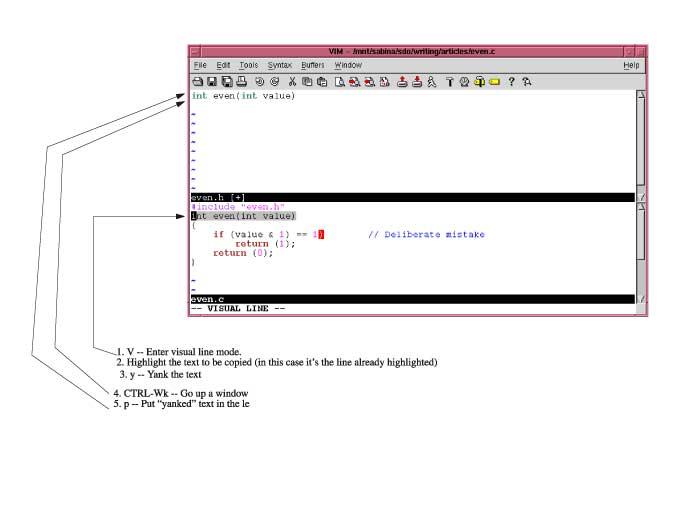 VIM - /mnt/sabina/sdo/writing/articles/even.c
File Edit Tools Syntax Buffers Window Help
int even(int value)
~
~
~
~
~
~
~
~
~
even.h [+]
#include "even.h"
int even(int value)
{
    if (value & 1) == 1)        // Deliberate mistake
        return (1);
    return (0);
}
~
~
even.c
-- VISUAL LINE --
1. V -- Enter visual line mode.
2. Highlight the text to be copied (in this case it's the line already highlighted)
3. y -- Yank the text
4. CTRL-Wk -- Go up a window
5. p -- Put “yanked” text in the le